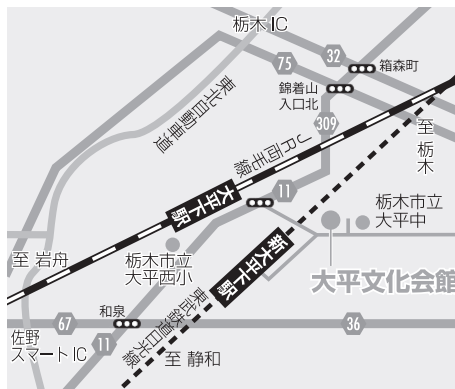 栃木IC
32
75
箱森町
錦着山
入口北
東北自動車道
309
至 栃木
JR両毛線
11
大平下駅
栃木市立
大平中
新大平下駅
至 岩舟
栃木市立
大平西小
大平文化会館
和泉
67
36
佐野
スマートIC
11
東武鉄道日光線
至 静和